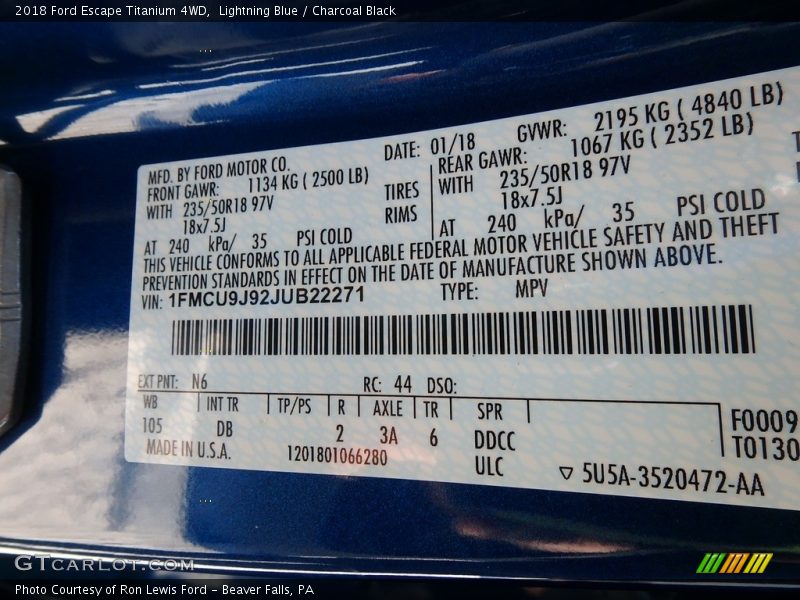 2018 Ford Escape Titanium 4WD,  Lightning Blue / Charcoal Black
MFD. BY FORD MOTOR CO.
DATE: 01/18
GVWR: 2195 KG ( 4840 LB)
FRONT GAWR: 1134 KG ( 2500 LB)
REAR GAWR: 1067 KG ( 2352 LB)
WITH 235/50R18 97V TIRES WITH 235/50R18 97V
18x7.5J RIMS 18x7.5J
AT 240 kPa/ 35 PSI COLD AT 240 kPa/ 35 PSI COLD
THIS VEHICLE CONFORMS TO ALL APPLICABLE FEDERAL MOTOR VEHICLE SAFETY AND THEFT
PREVENTION STANDARDS IN EFFECT ON THE DATE OF MANUFACTURE SHOWN ABOVE.
VIN: 1FMCU9J92JUB22271 TYPE: MPV
EXT PNT: N6 RC: 44 DSO:
WB INT TR TP/PS R AXLE TR SPR
105 DB 2 3A 6 DDCC
F0009
T0130
MADE IN U.S.A. 1201801066280 ULC
5U5A-3520472-AA
GTCARLOT.COM
Photo Courtesy of Ron Lewis Ford - Beaver Falls, PA